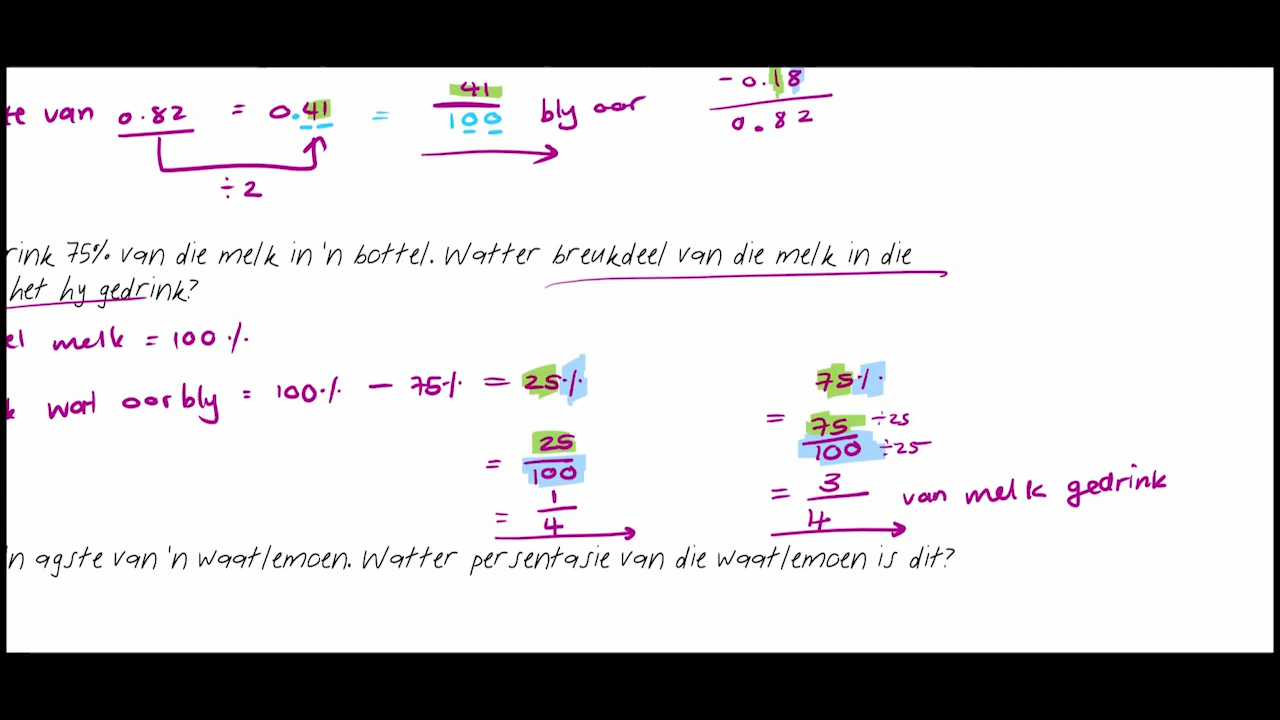 van 0.82 = 0.41 = 41/100 bly oor
÷2
-0.18
0.82
75% van die melk in 'n bottel. Watter breukdeel van die melk in die
het hy gedrink?
melk = 100%
wat oorbly = 100% - 75% = 25%
= 25/100
= 1/4
75%
= 75/100 ÷25 ÷25
= 3/4 van melk gedrink
'n agste van 'n waatlemoen. Watter persentasie van die waatlemoen is dit?